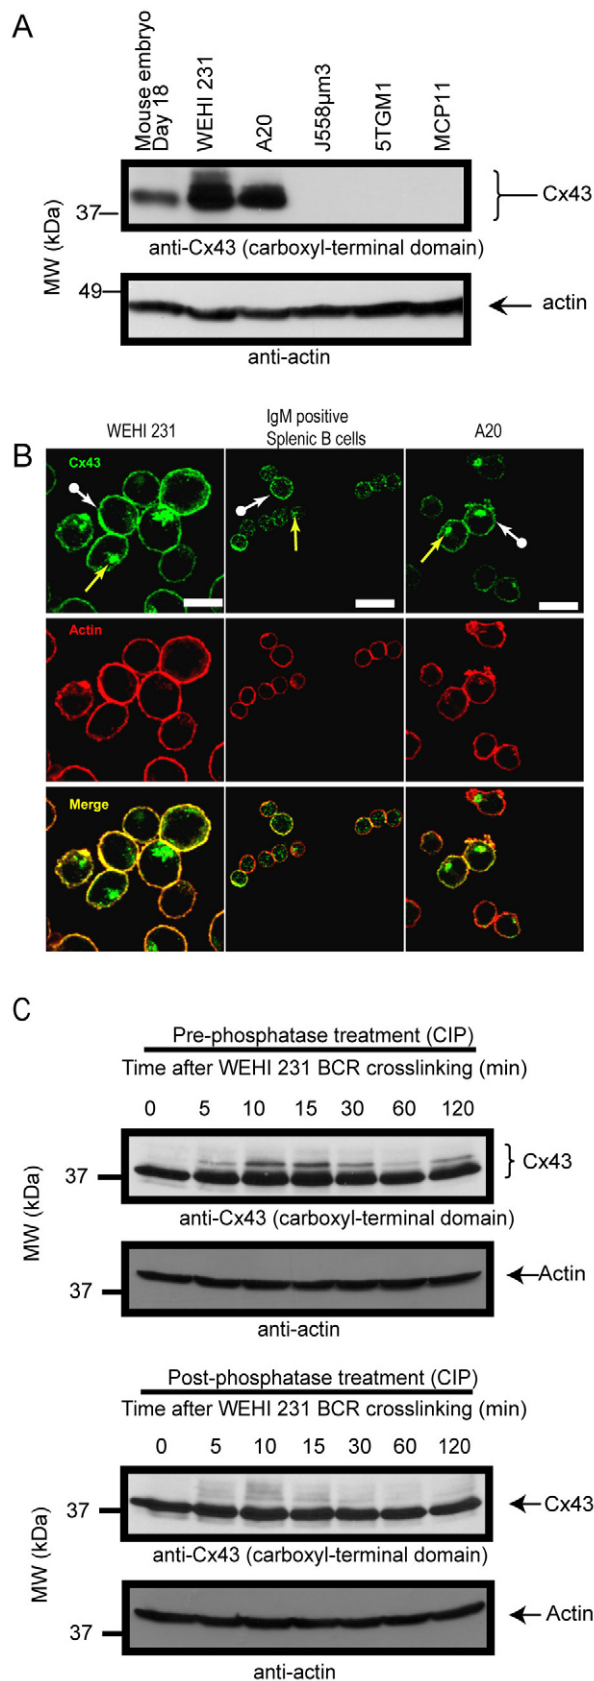 A
Mouse embryo
Day 18
WEHI 231
A20
J558µm3
5TGM1
MCP11
MW (kDa)
37
Cx43
anti-Cx43 (carboxyl-terminal domain)
49
actin
anti-actin
B
WEHI 231
IgM positive
Splenic B cells
A20
Cx43
Actin
Merge
C
Pre-phosphatase treatment (CIP)
Time after WEHI 231 BCR crosslinking (min)
0 5 10 15 30 60 120
MW (kDa)
37
Cx43
anti-Cx43 (carboxyl-terminal domain)
37
Actin
anti-actin
Post-phosphatase treatment (CIP)
Time after WEHI 231 BCR crosslinking (min)
0 5 10 15 30 60 120
MW (kDa)
37
Cx43
anti-Cx43 (carboxyl-terminal domain)
37
Actin
anti-actin